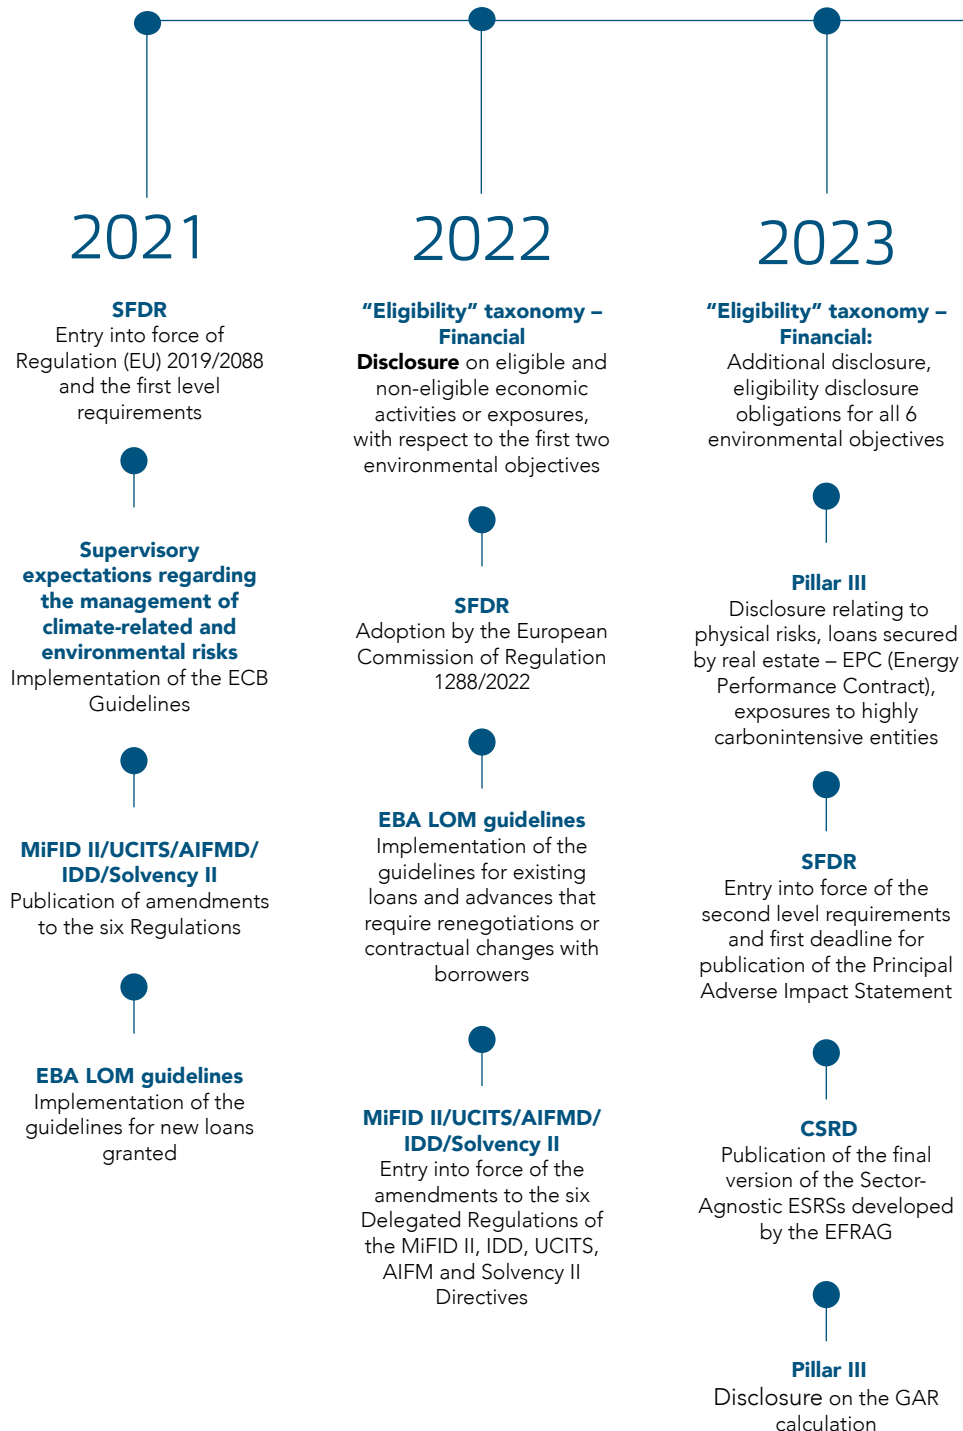 2021
SFDR
Entry into force of
Regulation (EU) 2019/2088
and the first level
requirements
Supervisory
expectations regarding
the management of
climate-related and
environmental risks
Implementation of the ECB
Guidelines
MiFID II/UCITS/AIFMD/
IDD/Solvency II
Publication of amendments
to the six Regulations
EBA LOM guidelines
Implementation of the
guidelines for new loans
granted
2022
“Eligibility” taxonomy –
Financial
Disclosure on eligible and
non-eligible economic
activities or exposures,
with respect to the first two
environmental objectives
SFDR
Adoption by the European
Commission of Regulation
1288/2022
EBA LOM guidelines
Implementation of the
guidelines for existing
loans and advances that
require renegotiations or
contractual changes with
borrowers
MiFID II/UCITS/AIFMD/
IDD/Solvency II
Entry into force of the
amendments to the six
Delegated Regulations of
the MiFID II, IDD, UCITS,
AIFM and Solvency II
Directives
2023
“Eligibility” taxonomy –
Financial:
Additional disclosure,
eligibility disclosure
obligations for all 6
environmental objectives
Pillar III
Disclosure relating to
physical risks, loans secured
by real estate – EPC (Energy
Performance Contract),
exposures to highly
carbonintensive entities
SFDR
Entry into force of the
second level requirements
and first deadline for
publication of the Principal
Adverse Impact Statement
CSRD
Publication of the final
version of the Sector-
Agnostic ESRSs developed
by the EFRAG
Pillar III
Disclosure on the GAR
calculation